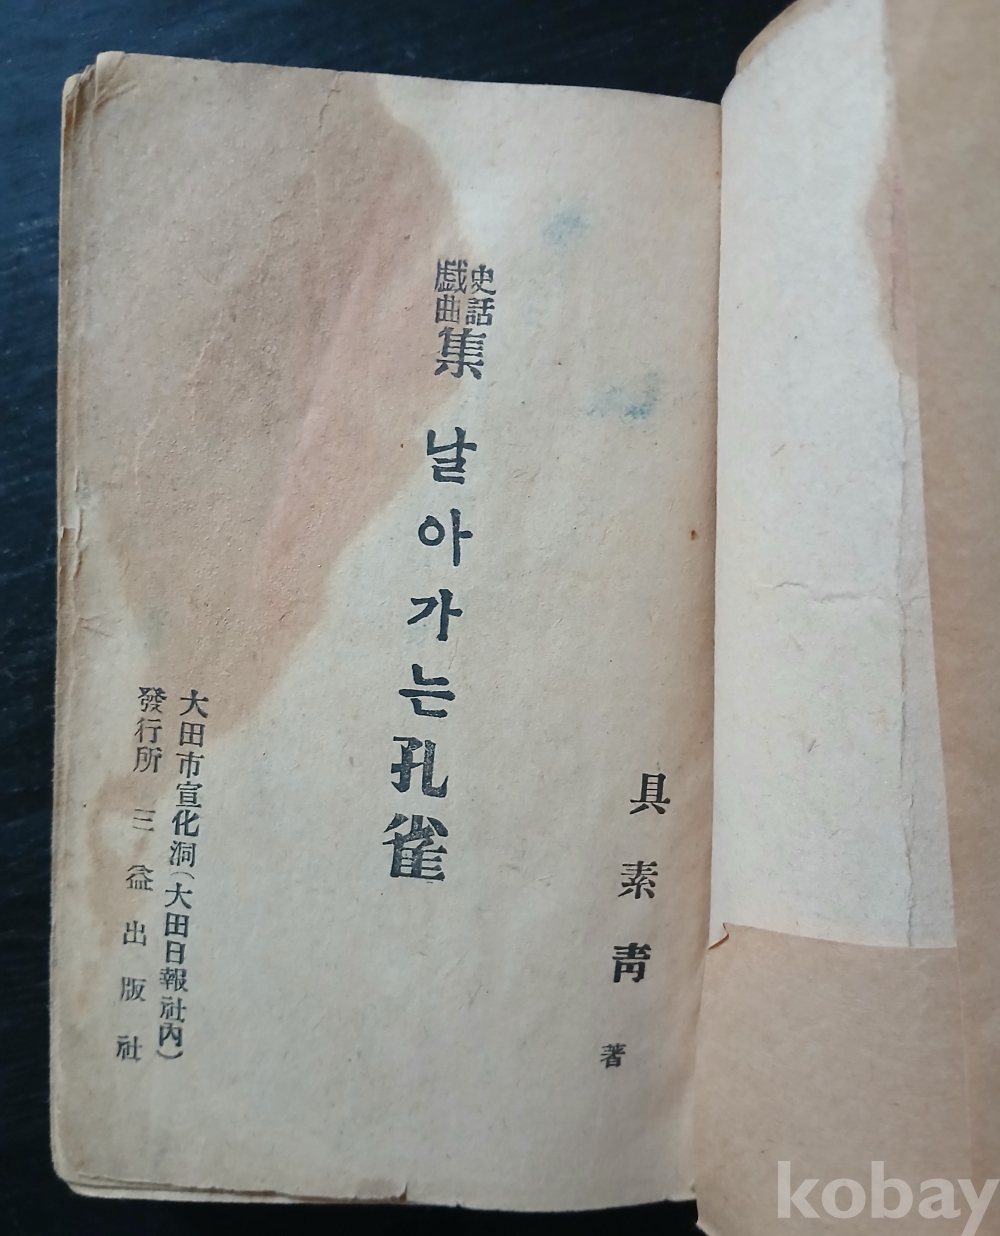 具素靑 著
史話
戱曲
集 날아가는 孔雀
大田市宣化洞(大田日報社內)
發行所 三益出版社
kobay